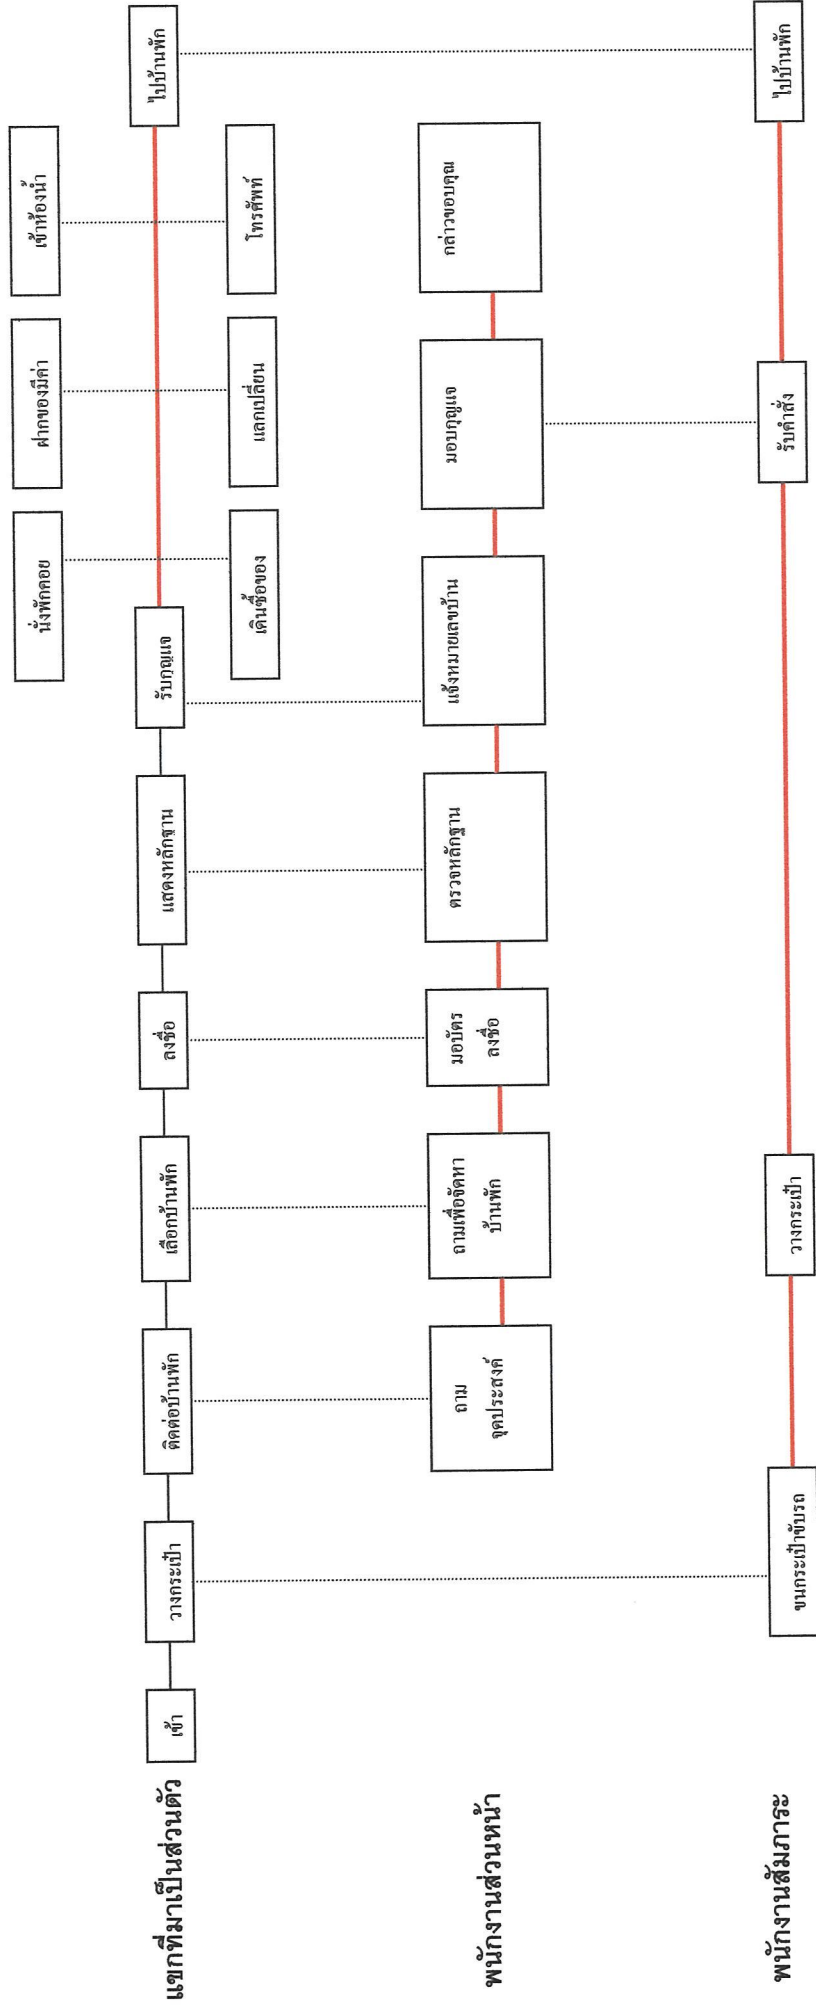 แขกที่มาเป็นส่วนตัว
เข้า
วางกระเป๋า
ติดต่อบ้านพัก
เลือกบ้านพัก
ลงชื่อ
แสดงหลักฐาน
รับกุญแจ
นั่งพักคอย
ฝากของมีค่า
เข้าห้องน้ำ
เดินซื้อของ
แลกเปลี่ยน
โทรศัพท์
ไปบ้านพัก
พนักงานส่วนหน้า
ถาม
จุดประสงค์
ถามเพื่อจัดหา
บ้านพัก
มอบัตร
ลงชื่อ
ตรวจหลักฐาน
แจ้งหมายเลขบ้าน
มอบกุญแจ
กล่าวขอบคุณ
พนักงานสัมภาระ
ขนกระเป๋าขับรถ
วางกระเป๋า
รับคำสั่ง
ไปบ้านพัก